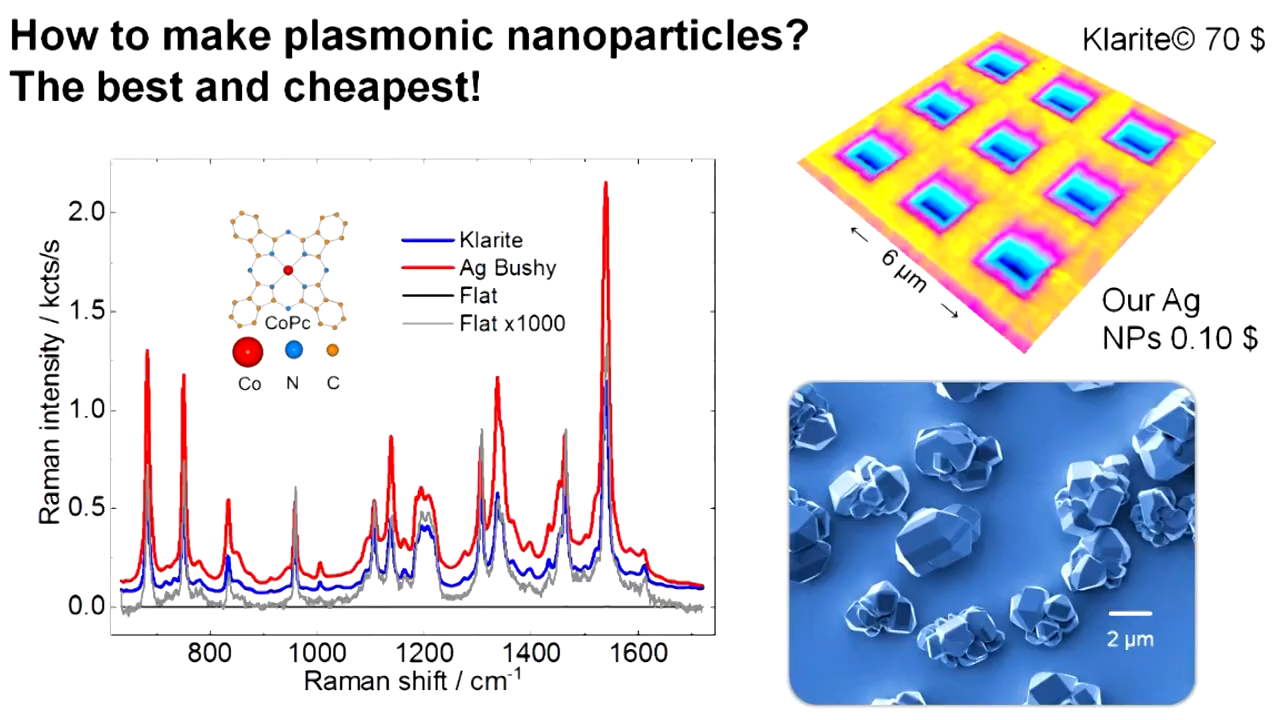 How to make plasmonic nanoparticles?
The best and cheapest!
Klarite© 70 $
6 µm
Our Ag
NPs 0.10 $
2 µm
Raman intensity / kcts/s
2.0
1.5
1.0
0.5
0.0
Klarite
Ag Bushy
Flat
Flat x1000
CoPc
Co N C
800 1000 1200 1400 1600
Raman shift / cm-1